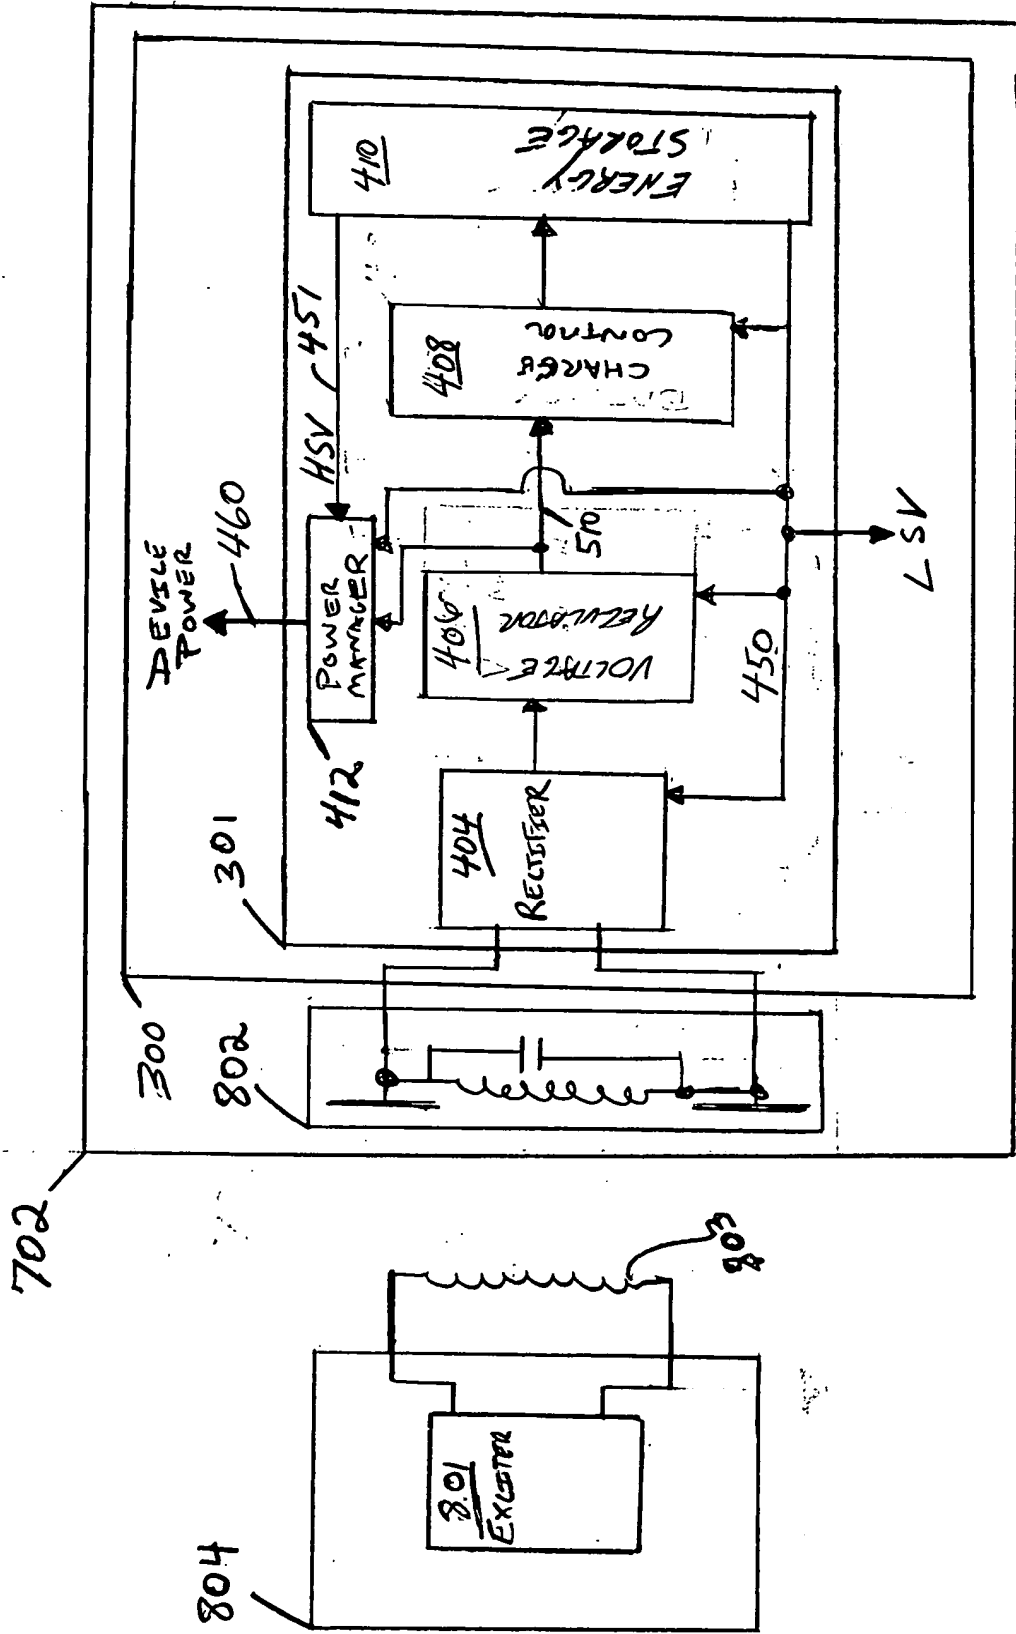 702
300
301
DEVICE
POWER
460
412
POWER
MANAGER
HSV
451
410
ENERGY
STORAGE
408
CHARGE
CONTROL
510
406
VOLTAGE
REGULATOR
404
RECTIFIER
450
LSV
802
803
804
801
EXCITER